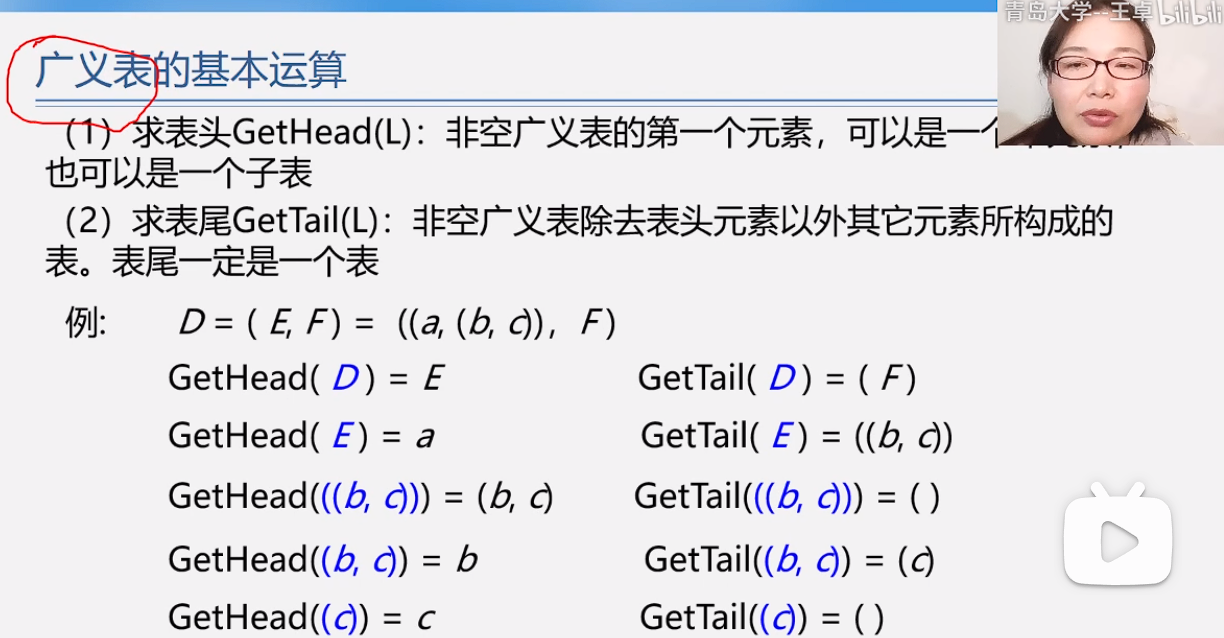 青岛大学--王卓 bilibili
广义表的基本运算
（1）求表头GetHead(L)：非空广义表的第一个元素，可以是一个
也可以是一个子表
（2）求表尾GetTail(L)：非空广义表除去表头元素以外其它元素所构成的
表。表尾一定是一个表
例: D = ( E, F ) = ((a, (b, c)), F )
GetHead( D ) = E GetTail( D ) = ( F )
GetHead( E ) = a GetTail( E ) = ((b, c))
GetHead(((b, c))) = (b, c) GetTail(((b, c))) = ( )
GetHead((b, c)) = b GetTail((b, c)) = (c)
GetHead((c)) = c GetTail((c)) = ( )